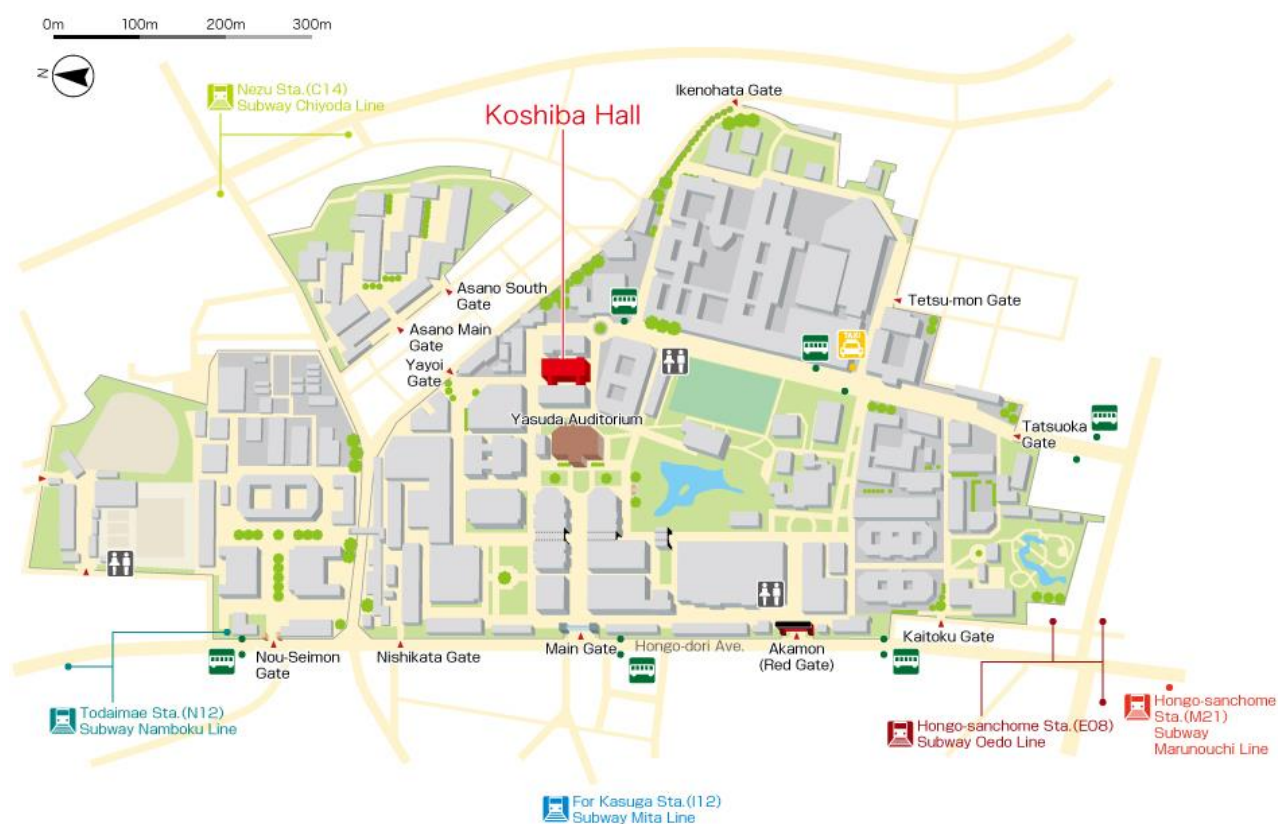 0m 100m 200m 300m
N
Nezu Sta.(C14)
Subway Chiyoda Line
Ikenohata Gate
Koshiba Hall
Asano South
Gate
Tetsu-mon Gate
Asano Main
Gate
TAXI
Yayoi
Gate
Yasuda Auditorium
Tatsuoka
Gate
Nou-Seimon
Gate
Nishikata Gate
Main Gate
Hongo-dori Ave.
Akamon
(Red Gate)
Kaitoku Gate
Todaimae Sta.(N12)
Subway Namboku Line
Hongo-sanchome Sta.(E08)
Subway Oedo Line
Hongo-sanchome
Sta.(M21)
Subway
Marunouchi Line
For Kasuga Sta.(I12)
Subway Mita Line